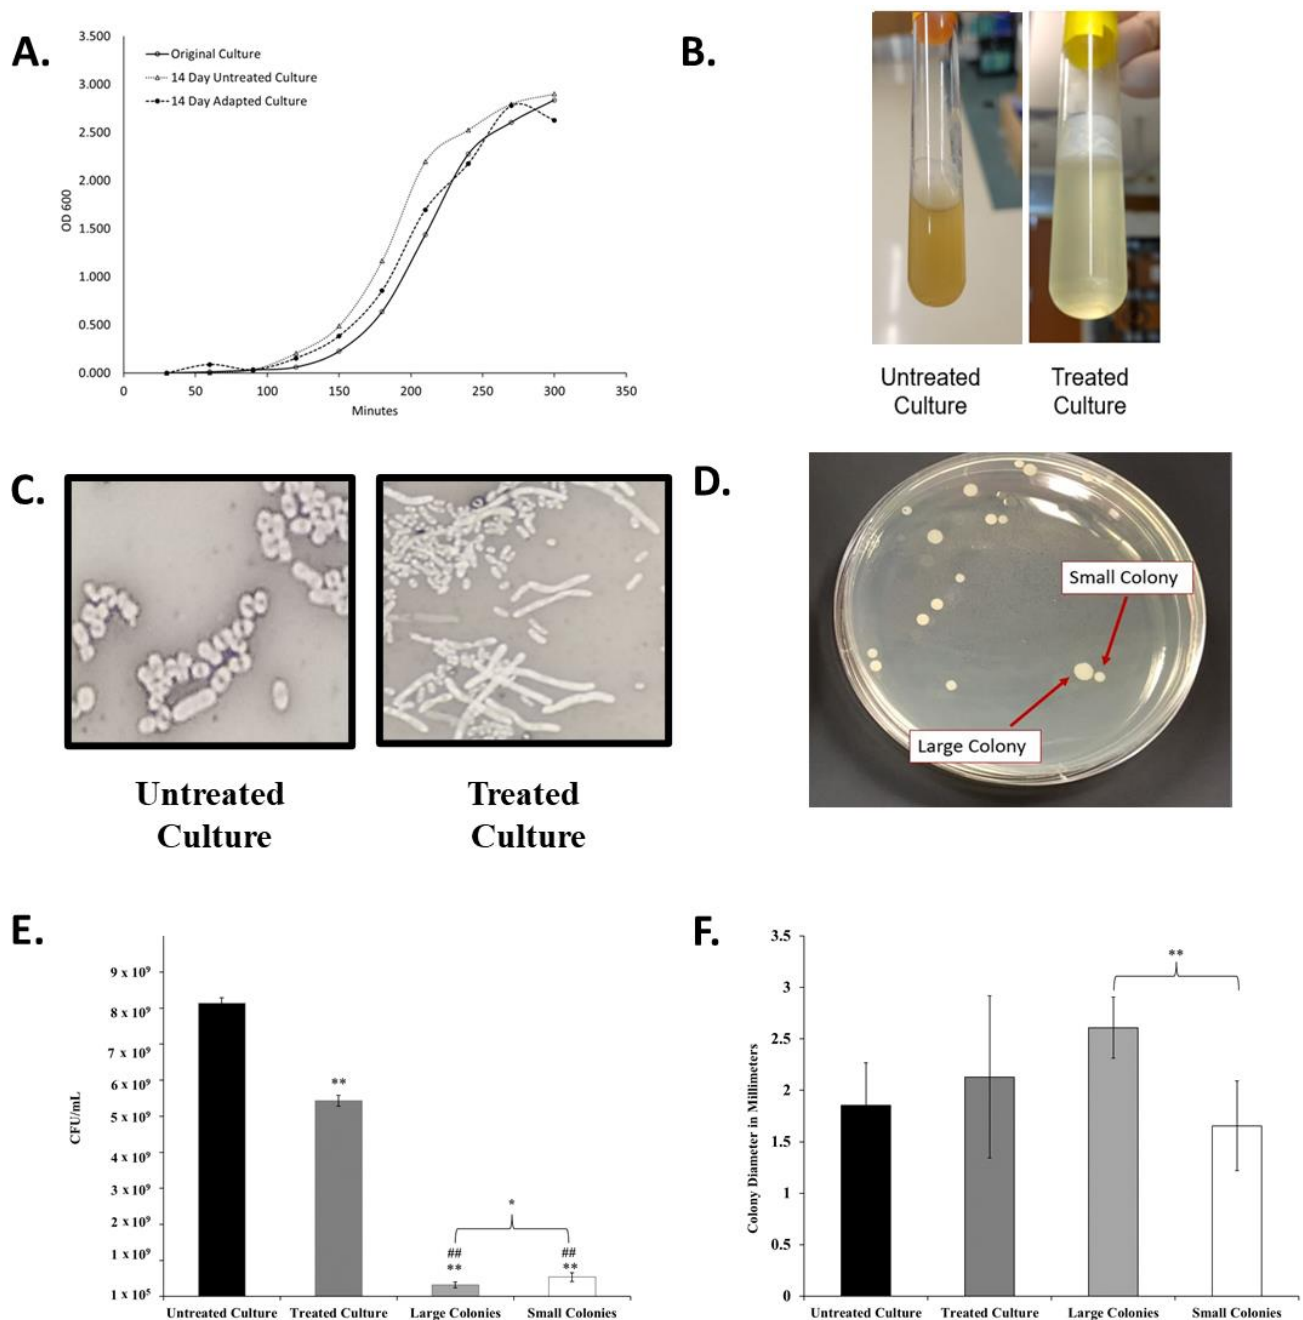 A.
3.500
3.000
2.500
2.000
1.500
1.000
0.500
0.000
OD 600
Original Culture
14 Day Untreated Culture
14 Day Adapted Culture
0 50 100 150 200 250 300 350
Minutes
B.
Untreated
Culture
Treated
Culture
C.
Untreated
Culture
Treated
Culture
D.
Small Colony
Large Colony
E.
9 x 10⁹
8 x 10⁹
7 x 10⁹
6 x 10⁹
5 x 10⁹
4 x 10⁹
3 x 10⁹
2 x 10⁹
1 x 10⁹
1 x 10⁵
CFU/mL
**
*
## ##
** **
Untreated Culture Treated Culture Large Colonies Small Colonies
F.
3.5
3
2.5
2
1.5
1
0.5
0
Colony Diameter in Millimeters
**
Untreated Culture Treated Culture Large Colonies Small Colonies